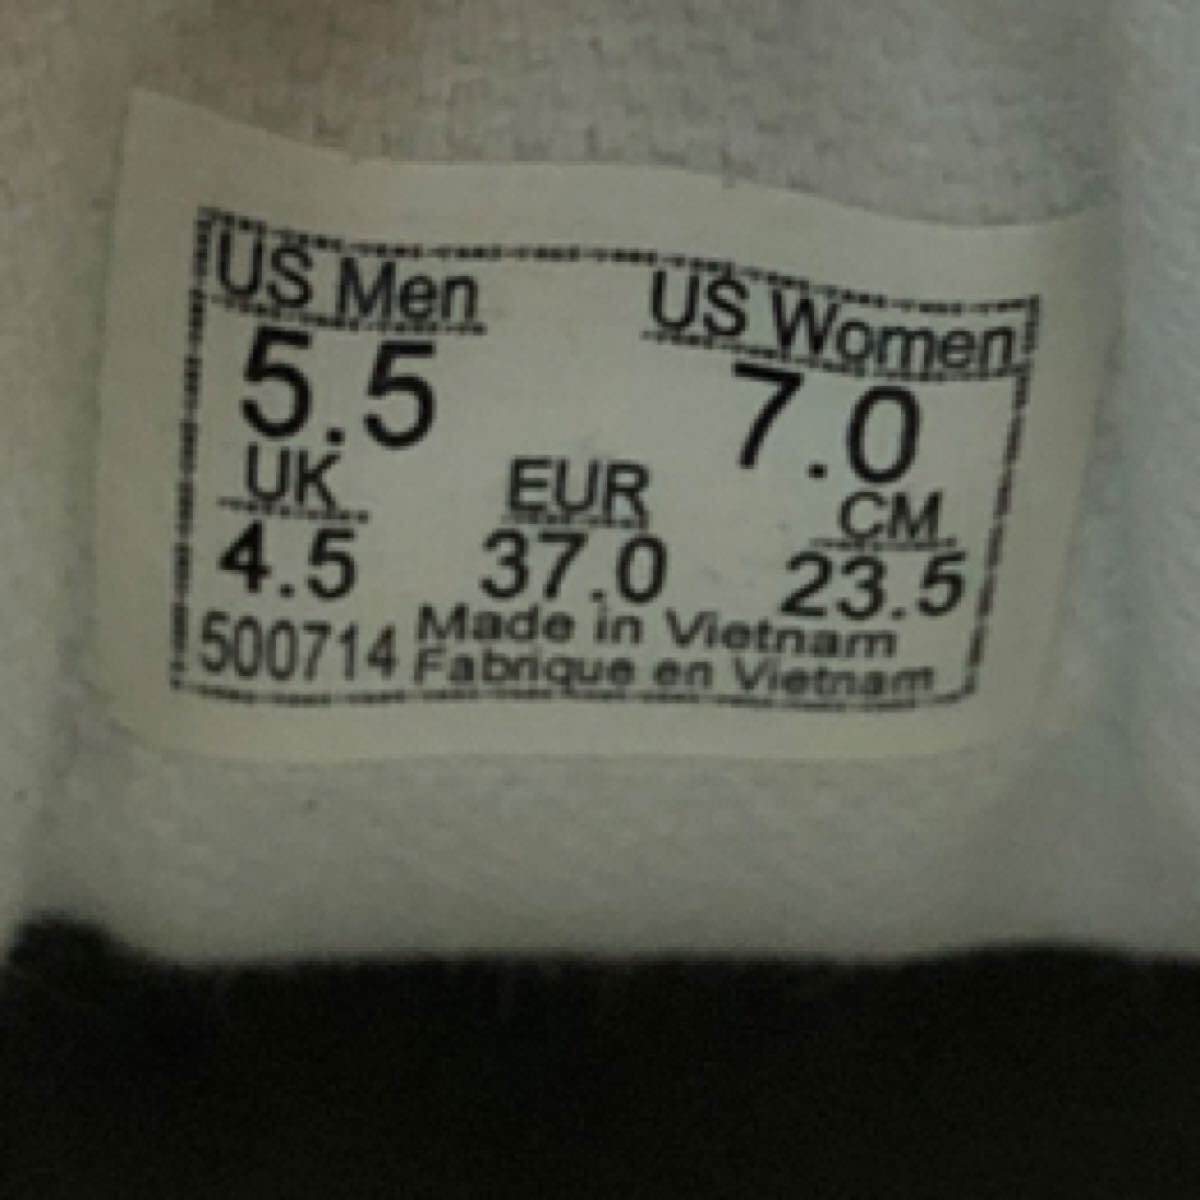 US Men US Women
5.5 7.0
UK EUR CM
4.5 37.0 23.5
500714 Made in Vietnam
Fabrique en Vietnam